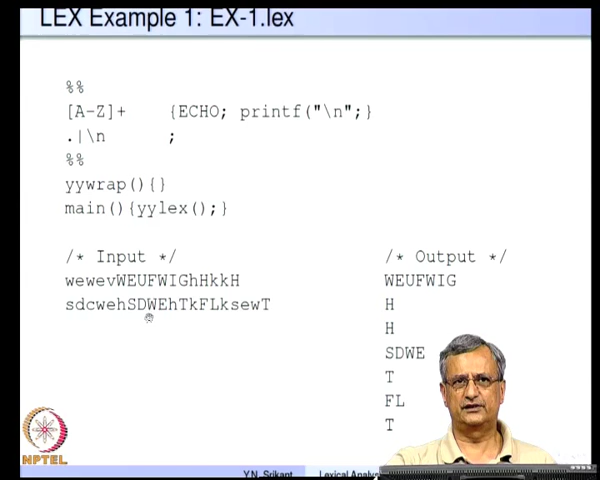 LEX Example 1: EX-1.lex
%%
[A-Z]+ {ECHO; printf("\n";}
.|\n ;
%%
yywrap(){}
main(){yylex();}
/* Input */
wewevWEUFWIGhHkkH
sdcwehSDWEhTkFLksewT
/* Output */
WEUFWIG
H
H
SDWE
T
FL
T
NPTEL
Y.N. Srikant
Lexical Analys